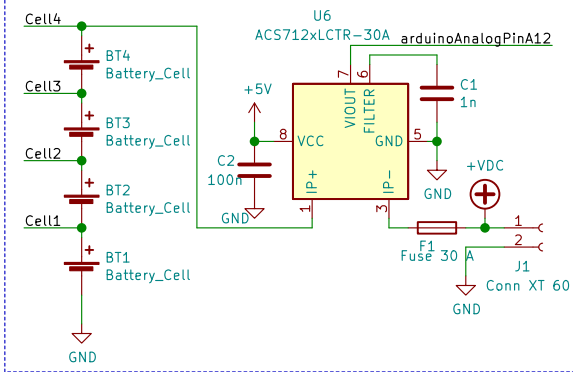 U6
ACS712xLCTR-30A
Cell4
arduinoAnalogPinA12
+
BT4
Battery_Cell
7
6
VIOUT
FILTER
C1
1n
Cell3
+5V
+
BT3
Battery_Cell
8
VCC
GND
5
Cell2
C2
100n
+VDC
GND
+
BT2
Battery_Cell
IP+
IP-
1
3
GND
Cell1
1
F1
Fuse 30 A
2
+
BT1
Battery_Cell
J1
Conn XT 60
GND
GND